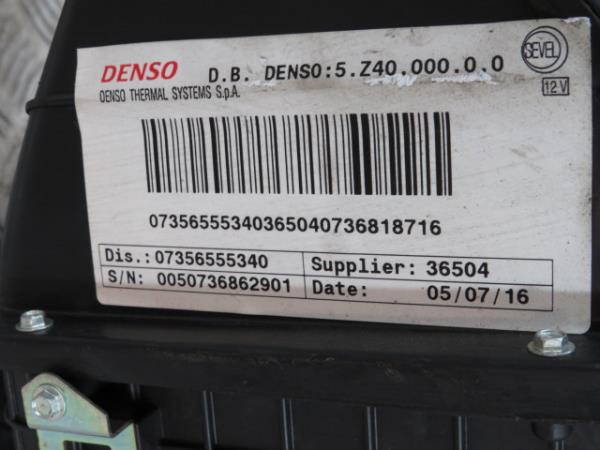 DENSO D.B. DENSO:5.Z40.000.0.0 SEVEL
DENSO THERMAL SYSTEMS S.p.A. 12V
07356555340365040736818716
Dis.:07356555340 Supplier: 36504
S/N: 0050736862901 Date: 05/07/16